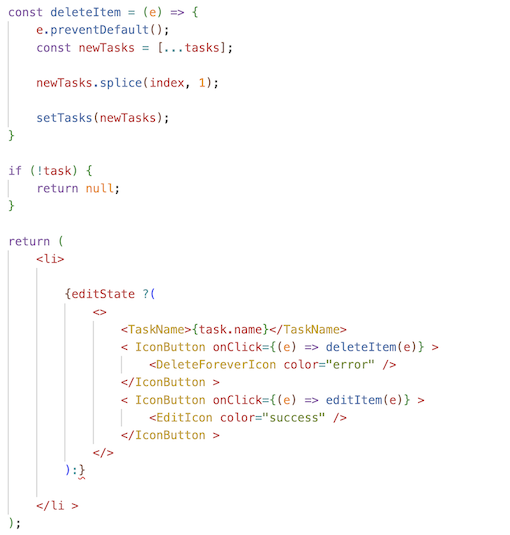 const deleteItem = (e) => {
    e.preventDefault();
    const newTasks = [...tasks];

    newTasks.splice(index, 1);

    setTasks(newTasks);
}

if (!task) {
    return null;
}

return (
    <li>

        {editState ?(
            <>
                <TaskName>{task.name}</TaskName>
                < IconButton onClick={(e) => deleteItem(e)} >
                    <DeleteForeverIcon color="error" />
                </IconButton >
                < IconButton onClick={(e) => editItem(e)} >
                    <EditIcon color="success" />
                </IconButton >
            </>
        ):}

    </li >
);